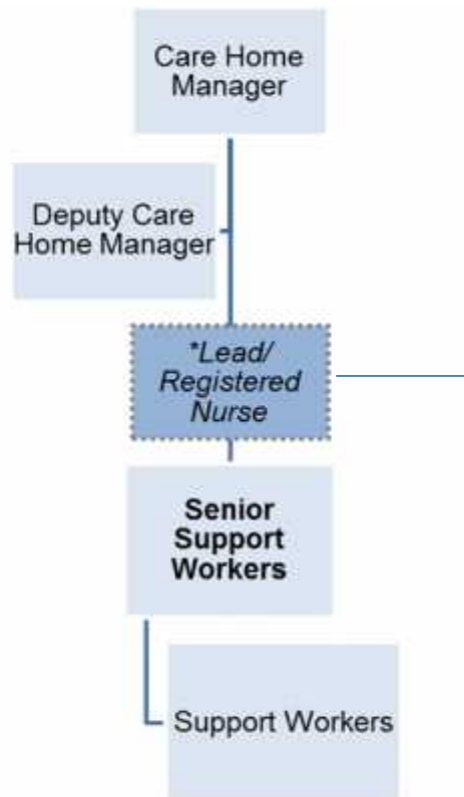 Care Home
Manager
Deputy Care
Home Manager
*Lead/
Registered
Nurse
Senior
Support
Workers
Support Workers